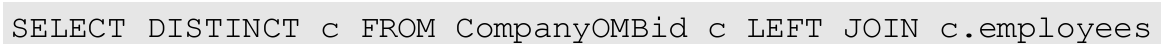 SELECT DISTINCT c FROM CompanyOMBid c LEFT JOIN c.employees